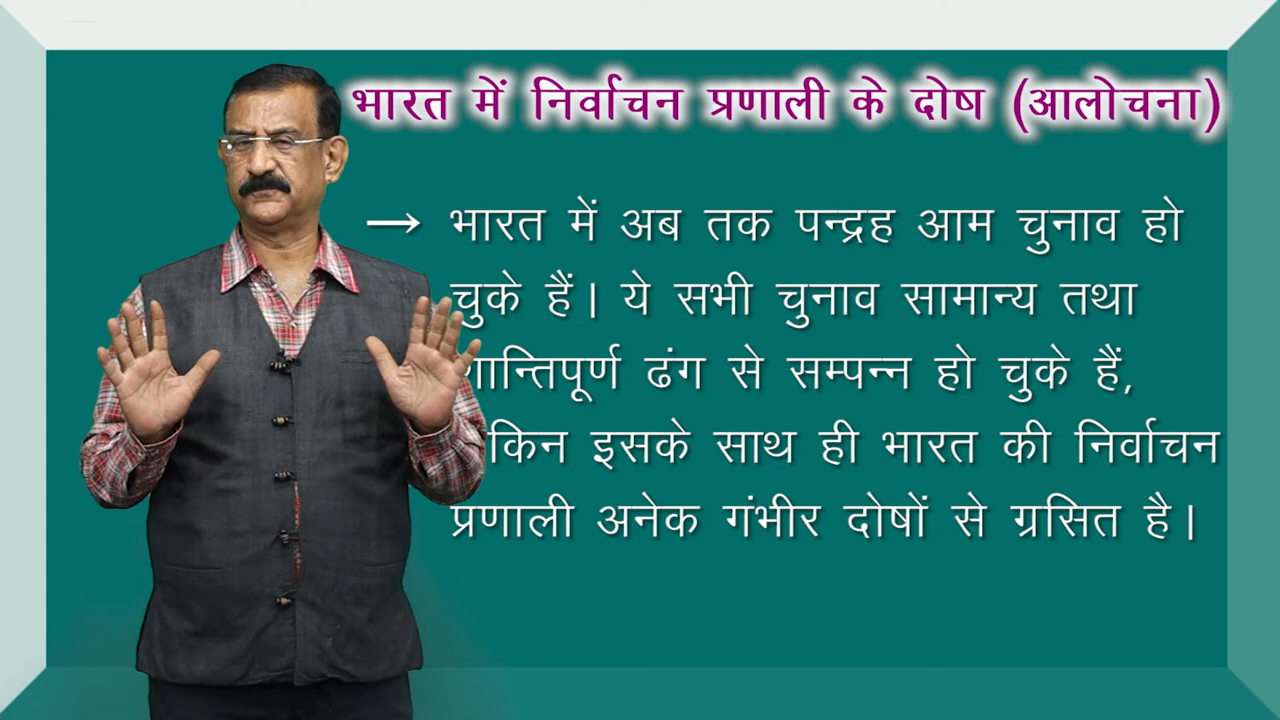 भारत में निर्वाचन प्रणाली के दोष (आलोचना)
→ भारत में अब तक पन्द्रह आम चुनाव हो
चुके हैं। ये सभी चुनाव सामान्य तथा
ढंग से सम्पन्न हो चुके हैं,
इसके साथ ही भारत की निर्वाचन
प्रणाली अनेक गंभीर दोषों से ग्रसित है।